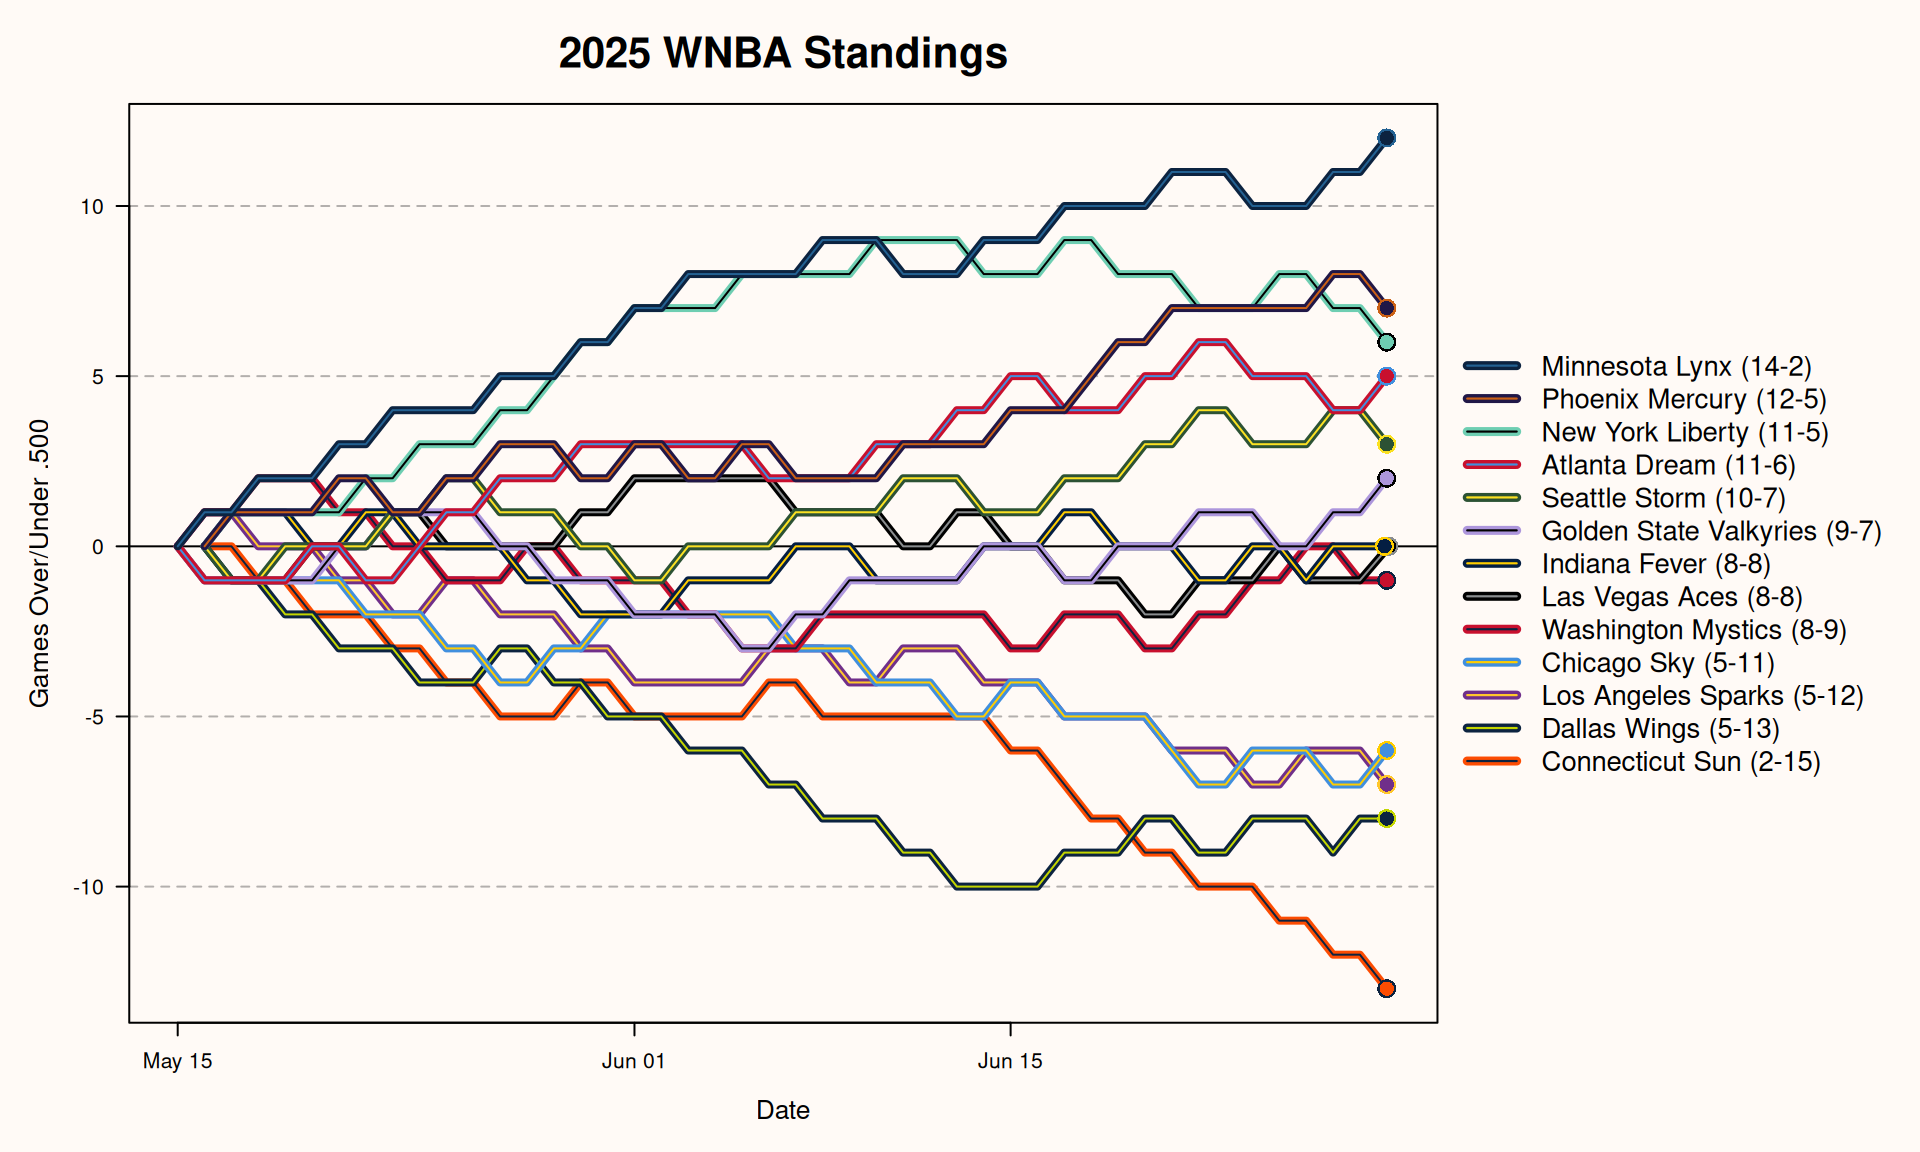 2025 WNBA Standings
Games Over/Under .500
10
5
0
-5
-10
May 15
Jun 01
Jun 15
Date
Minnesota Lynx (14-2)
Phoenix Mercury (12-5)
New York Liberty (11-5)
Atlanta Dream (11-6)
Seattle Storm (10-7)
Golden State Valkyries (9-7)
Indiana Fever (8-8)
Las Vegas Aces (8-8)
Washington Mystics (8-9)
Chicago Sky (5-11)
Los Angeles Sparks (5-12)
Dallas Wings (5-13)
Connecticut Sun (2-15)